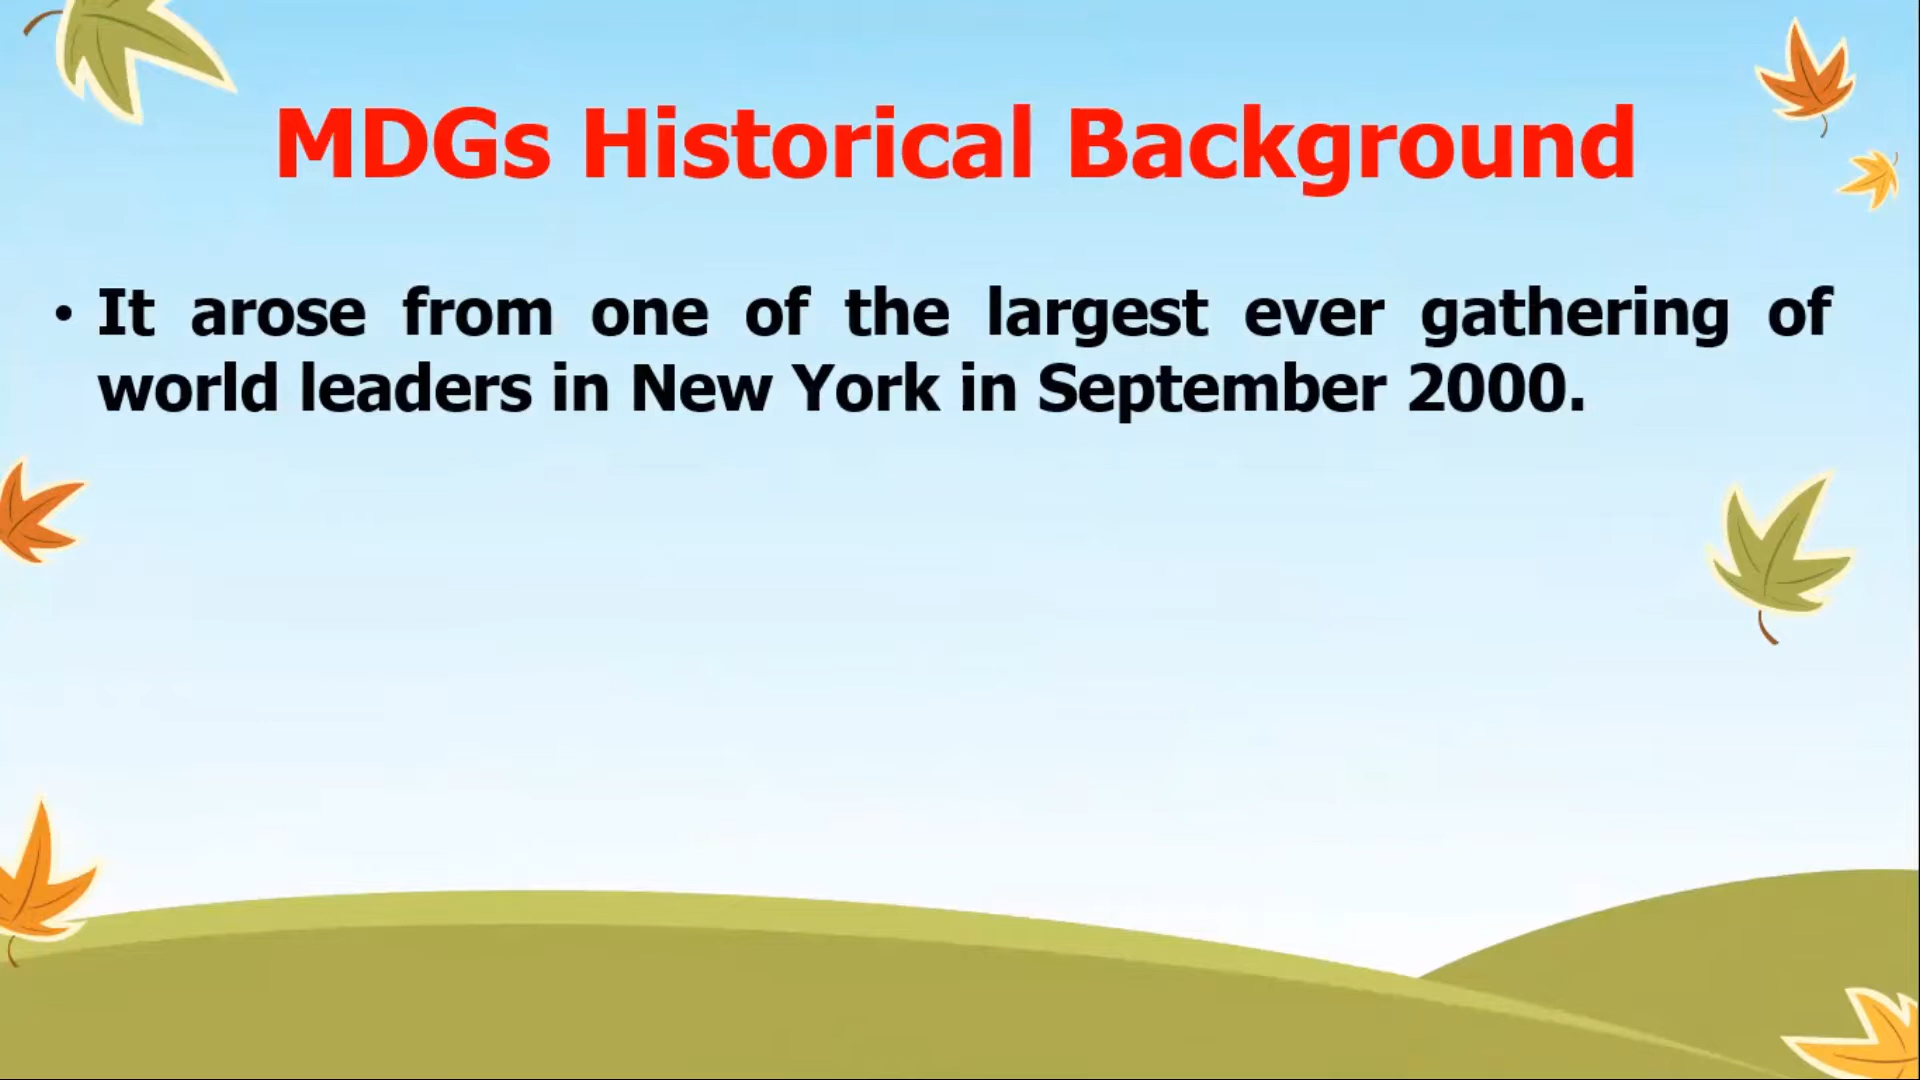 MDGs Historical Background
• It arose from one of the largest ever gathering of
world leaders in New York in September 2000.